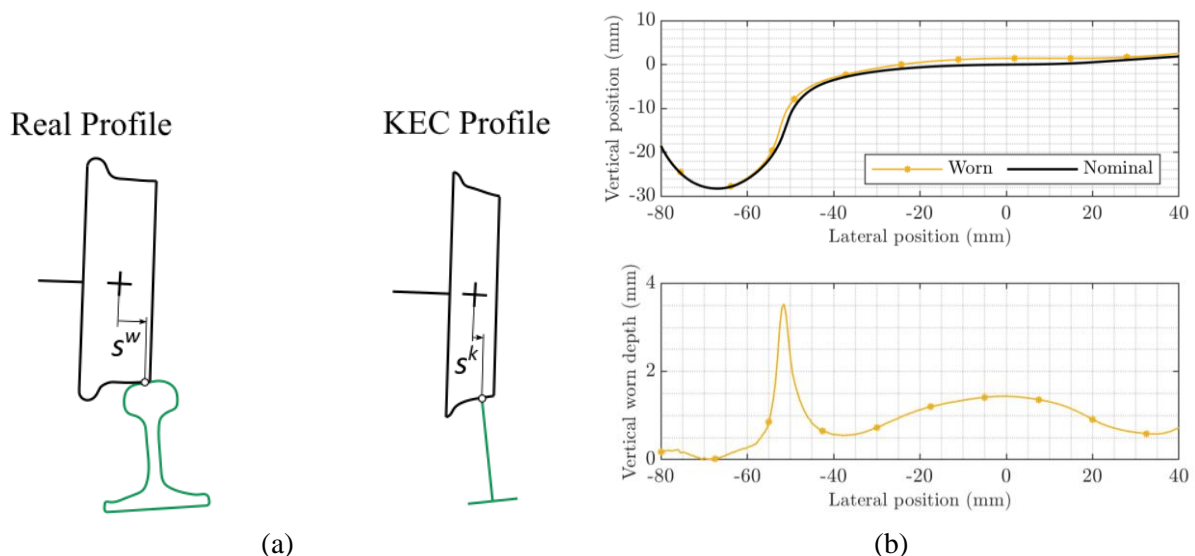 Real Profile
KEC Profile
s^w
s^k
(a)
Vertical position (mm)
10
0
-10
-20
-30
Worn
Nominal
-80 -60 -40 -20 0 20 40
Lateral position (mm)
Vertical worn depth (mm)
4
2
0
-80 -60 -40 -20 0 20 40
Lateral position (mm)
(b)